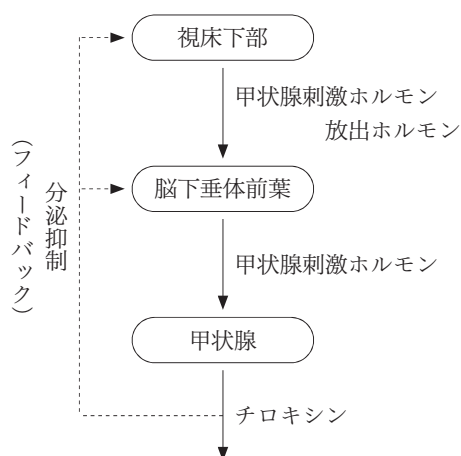 視床下部
甲状腺刺激ホルモン
放出ホルモン
脳下垂体前葉
分泌抑制
(フィードバック)
甲状腺刺激ホルモン
甲状腺
チロキシン